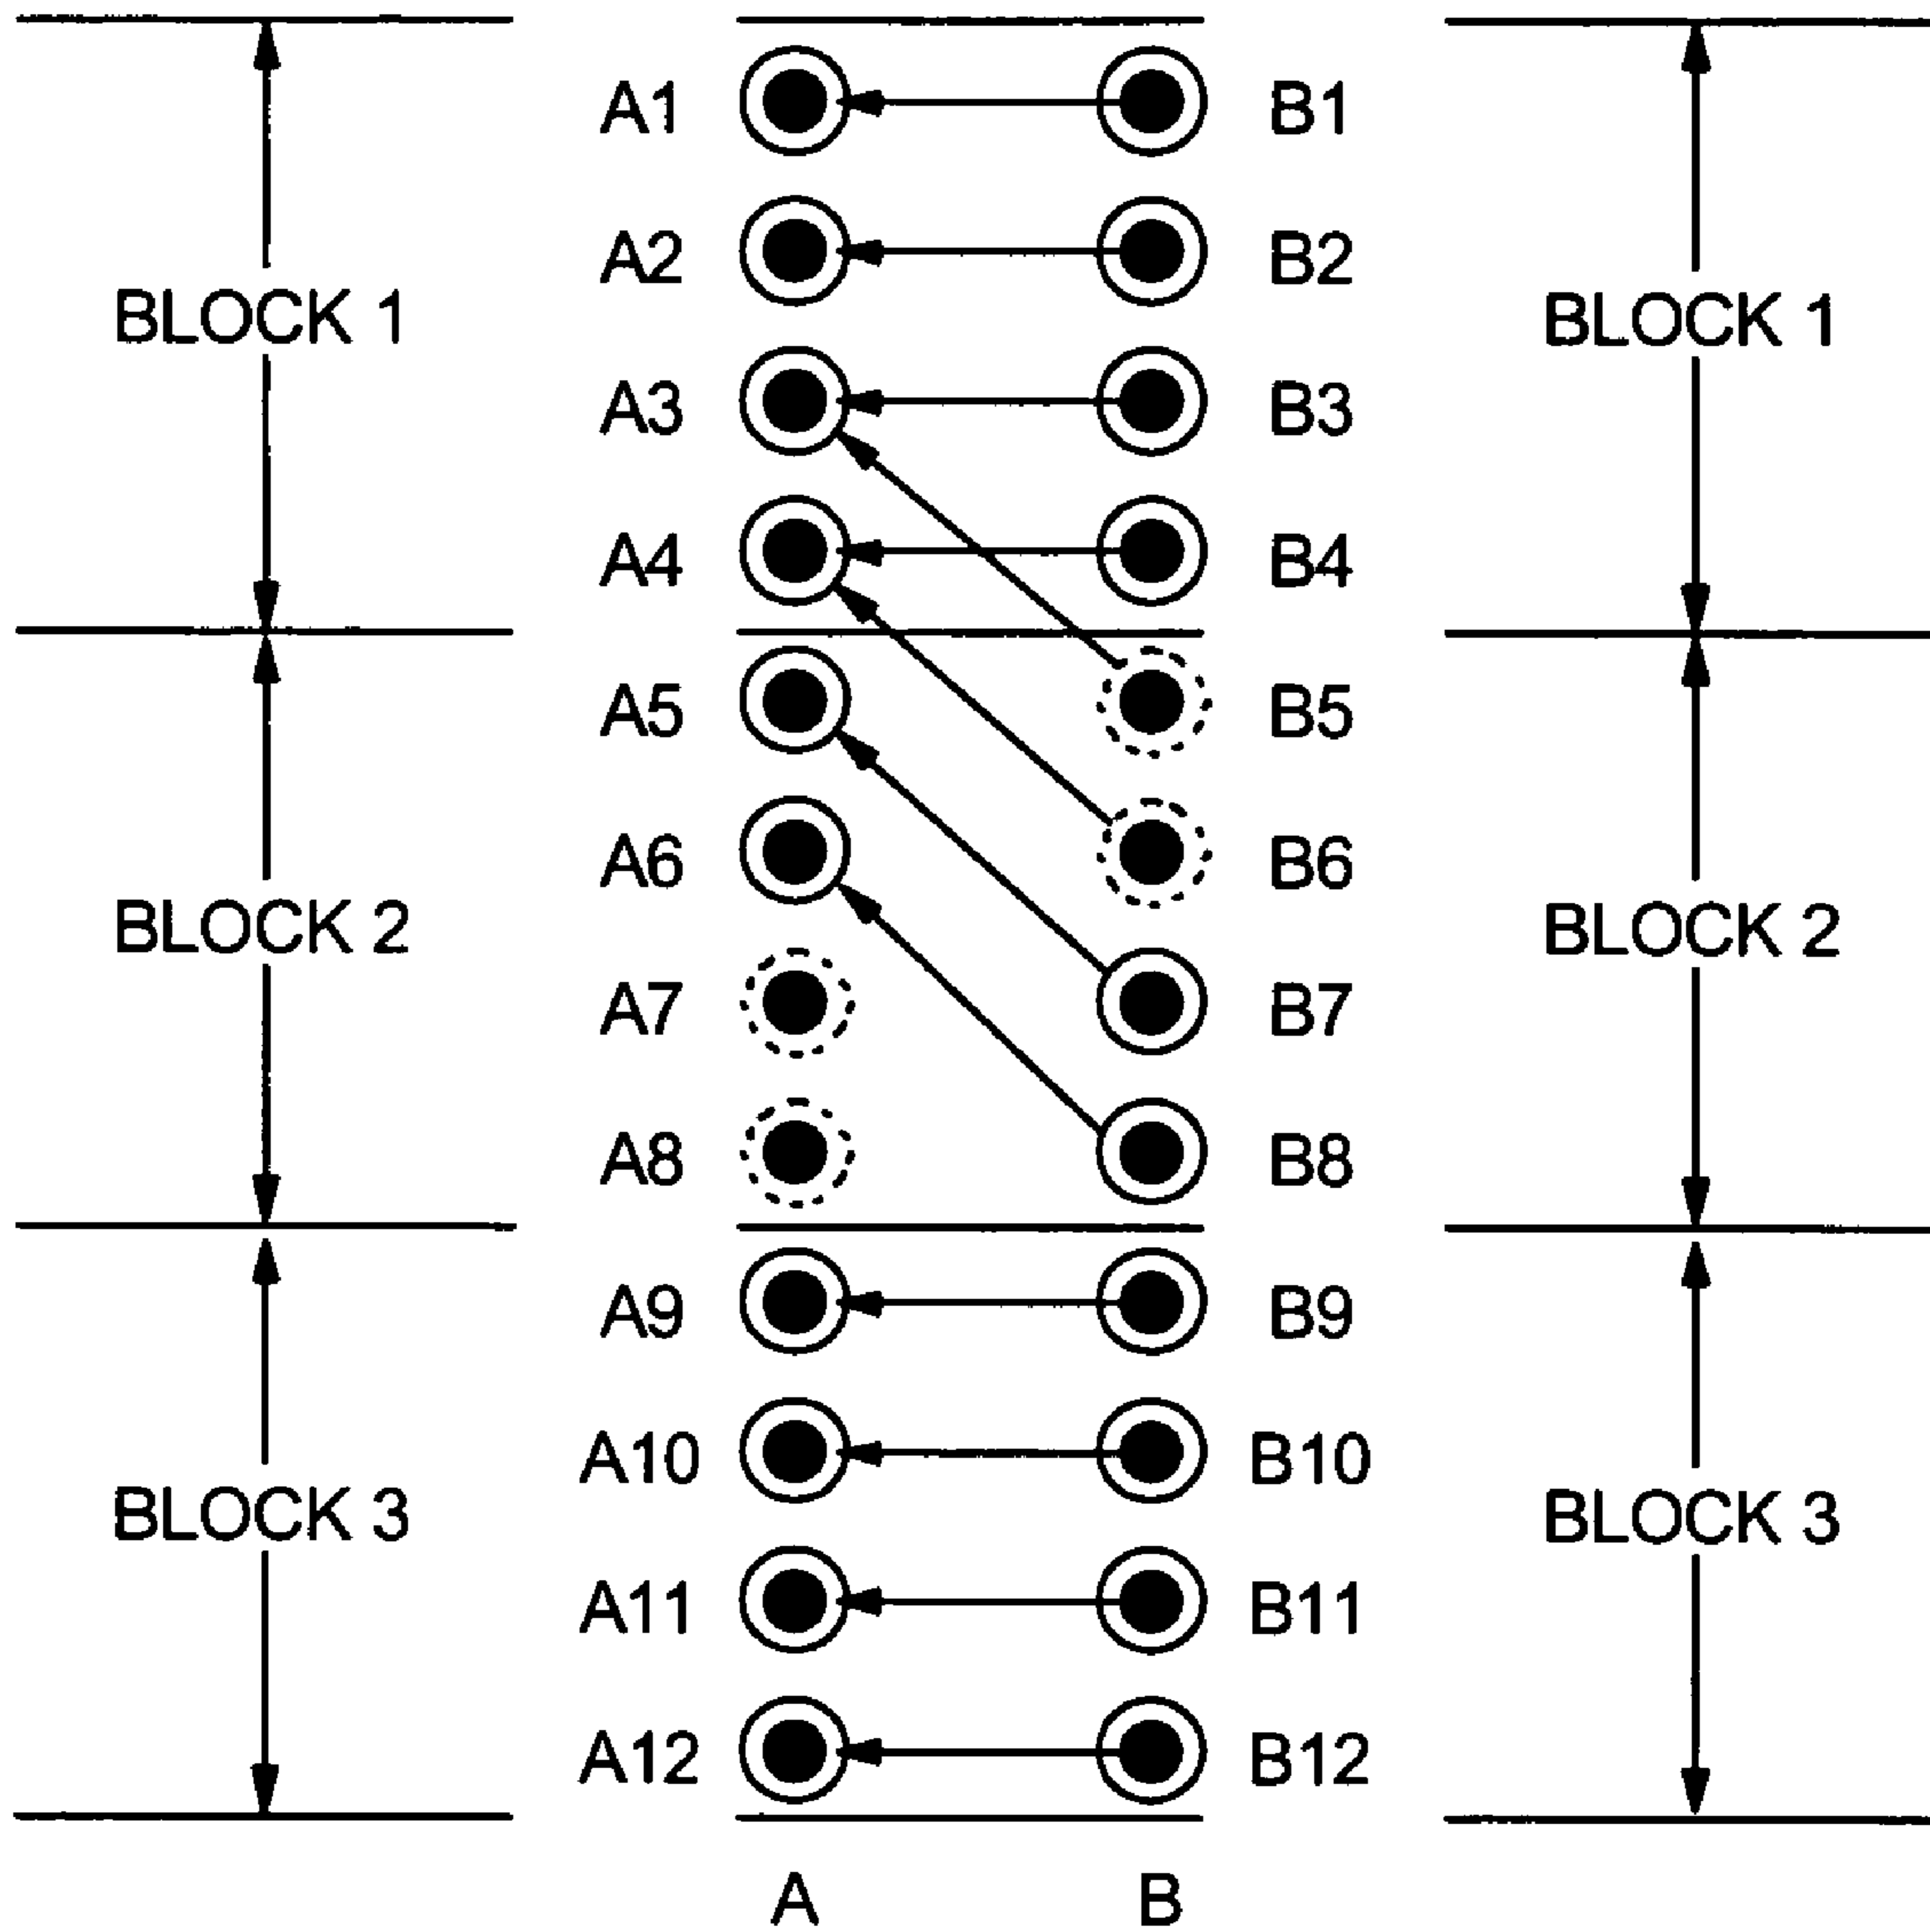 A1 B1
A2 B2
BLOCK 1 BLOCK 1
A3 B3
A4 B4
A5 B5
A6 B6
BLOCK 2 BLOCK 2
A7 B7
A8 B8
A9 B9
A10 B10
BLOCK 3 BLOCK 3
A11 B11
A12 B12
A B